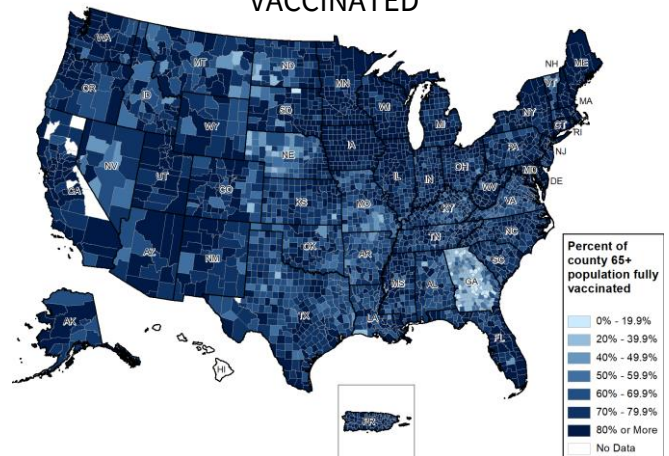 VACCINATED
WA
MT
ND
MN
OR
ID
SD
WI
MI
WY
NE
IA
NH
VT
ME
NY
MA
CT
RI
PA
NJ
NV
UT
CO
IL
IN
OH
MD
DE
CA
KS
MO
WV
KY
VA
AZ
NM
OK
AR
TN
NC
SC
MS
AL
GA
TX
LA
FL
AK
HI
PR
Percent of
county 65+
population fully
vaccinated
0% - 19.9%
20% - 39.9%
40% - 49.9%
50% - 59.9%
60% - 69.9%
70% - 79.9%
80% or More
No Data